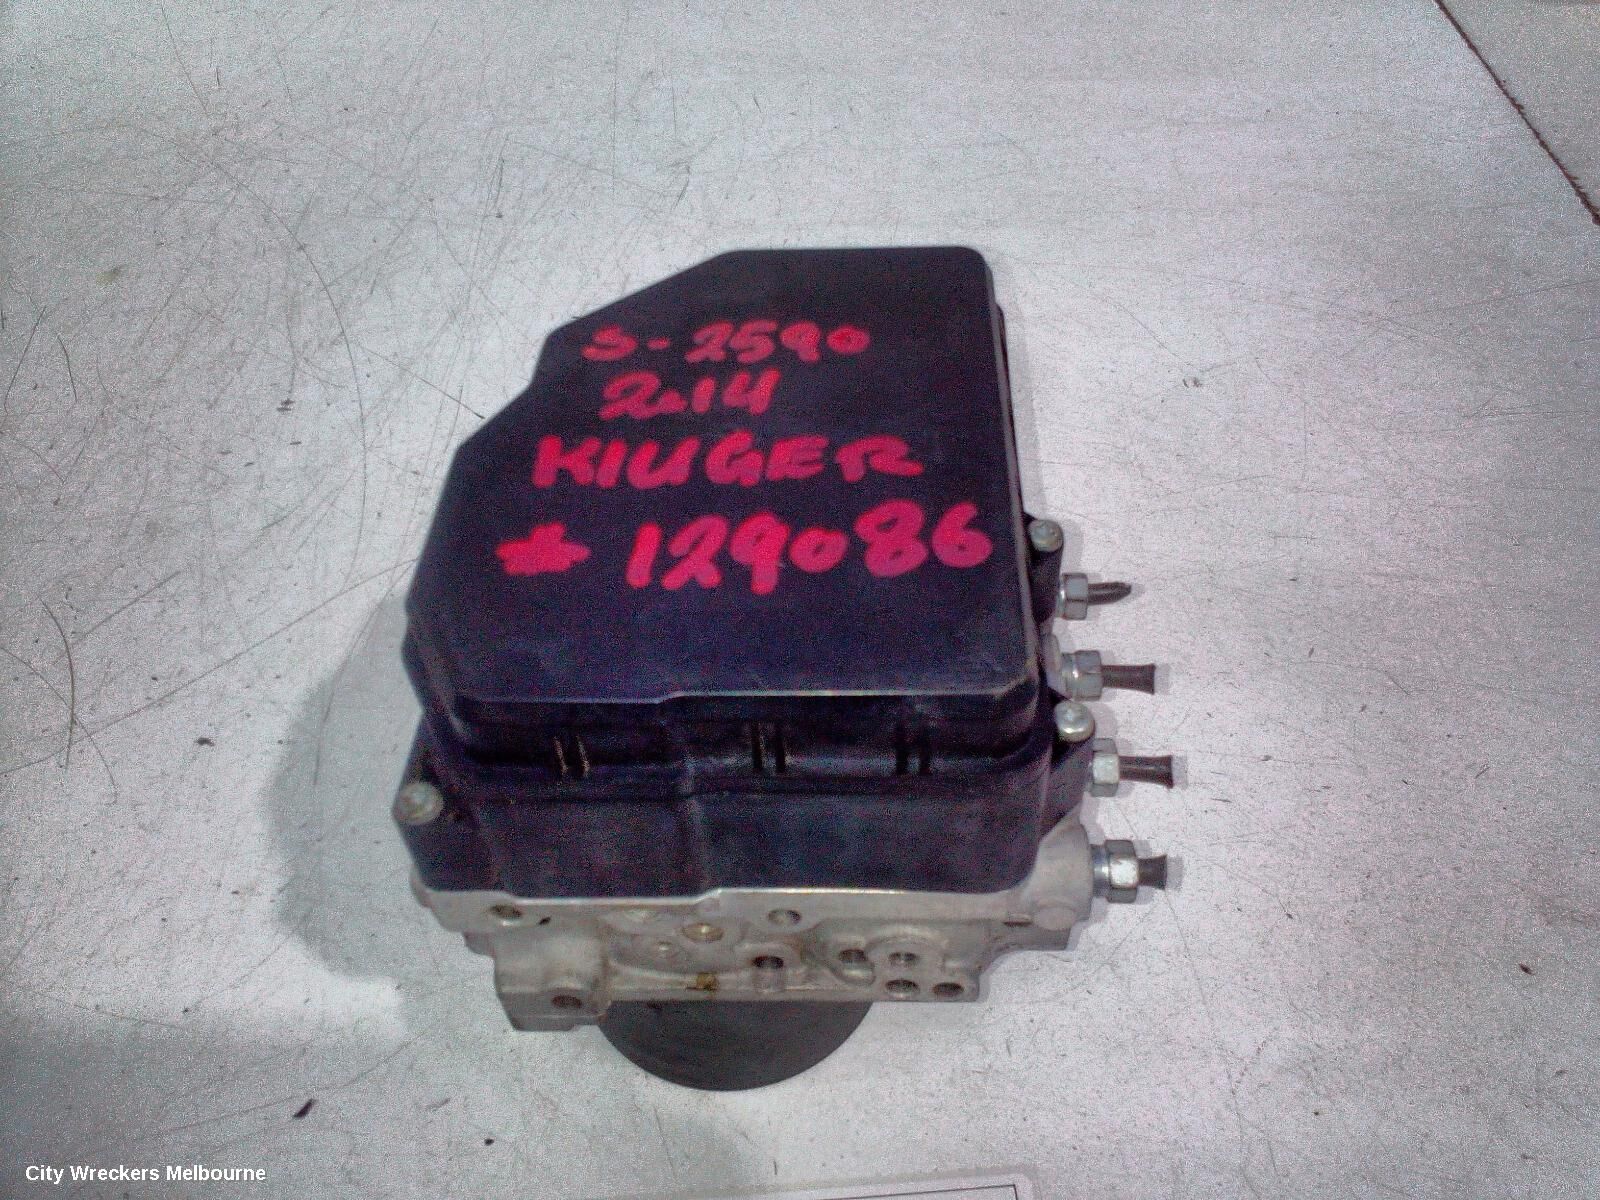 S-2590
2014
KLUGER
* 129086
City Wreckers Melbourne